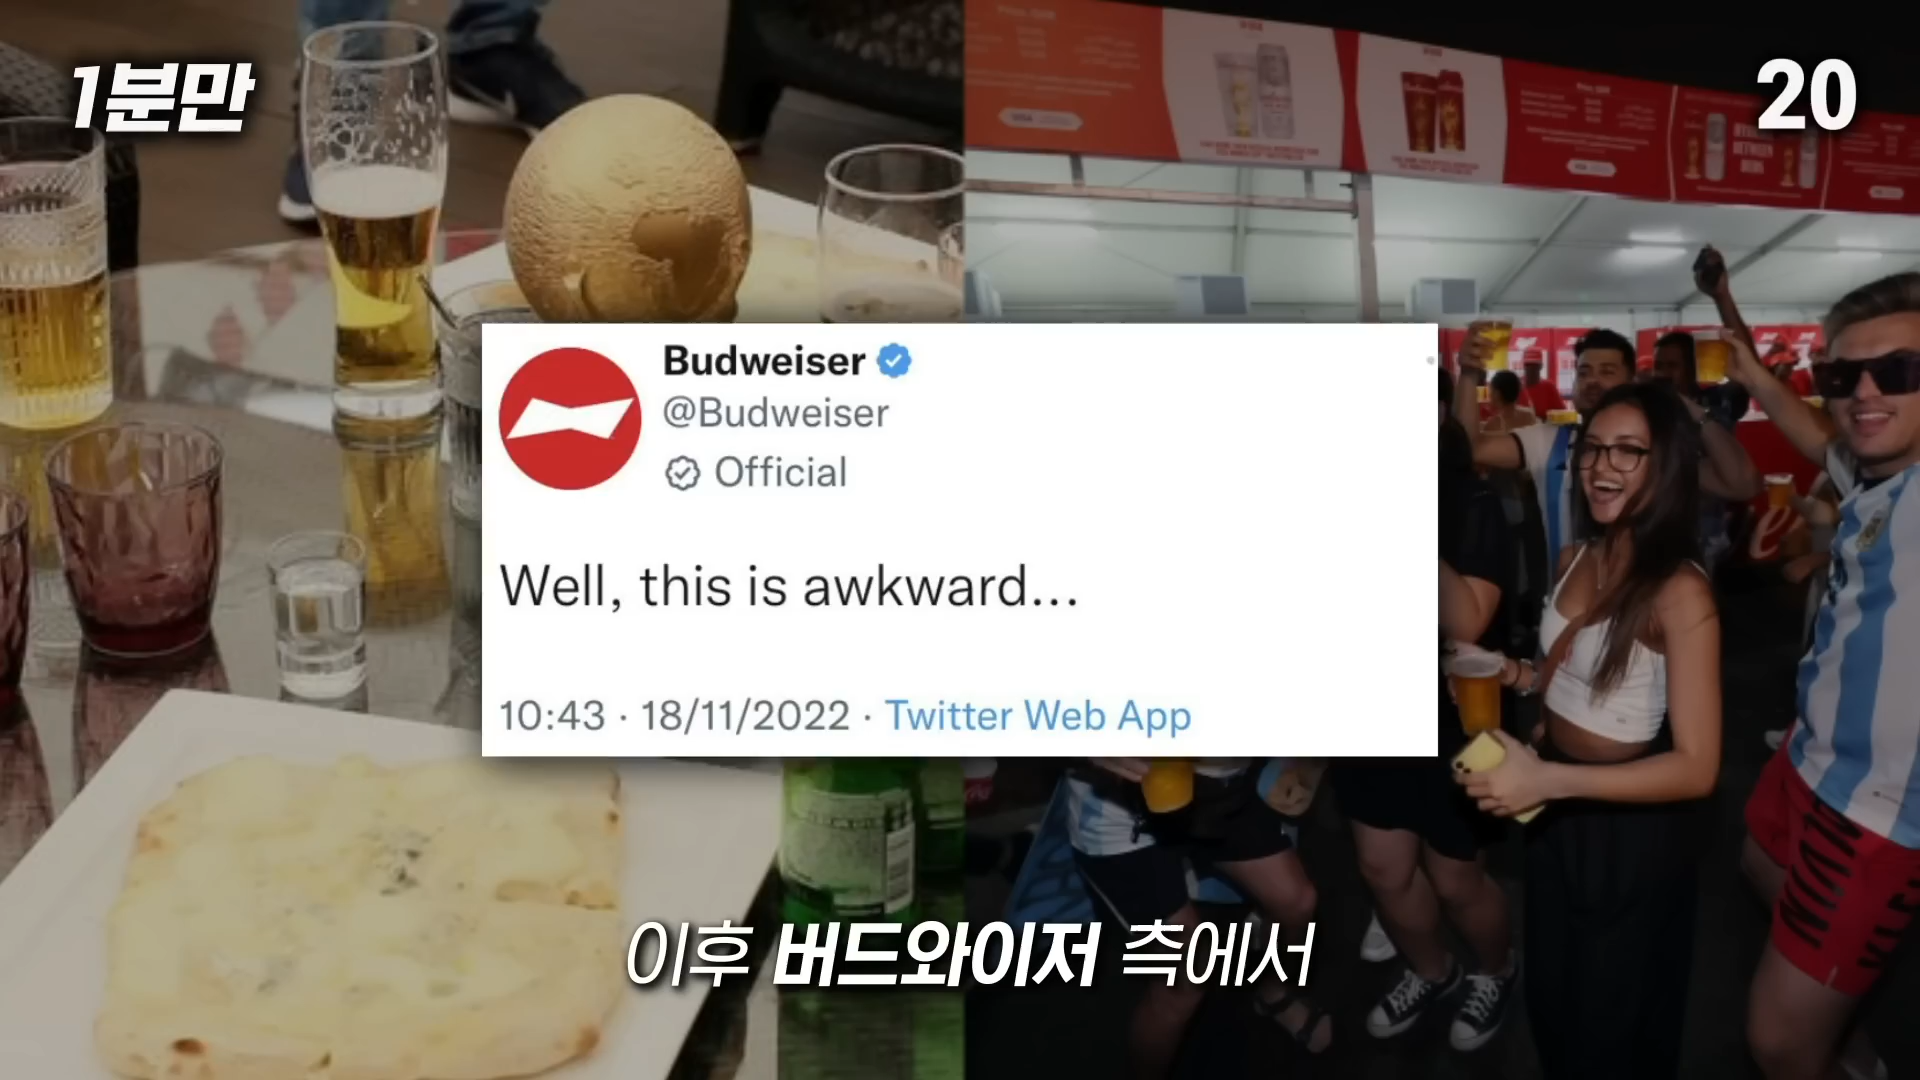 1분만
20
Budweiser
@Budweiser
Official
Well, this is awkward...
10:43 · 18/11/2022 · Twitter Web App
이후 버드와이저 측에서